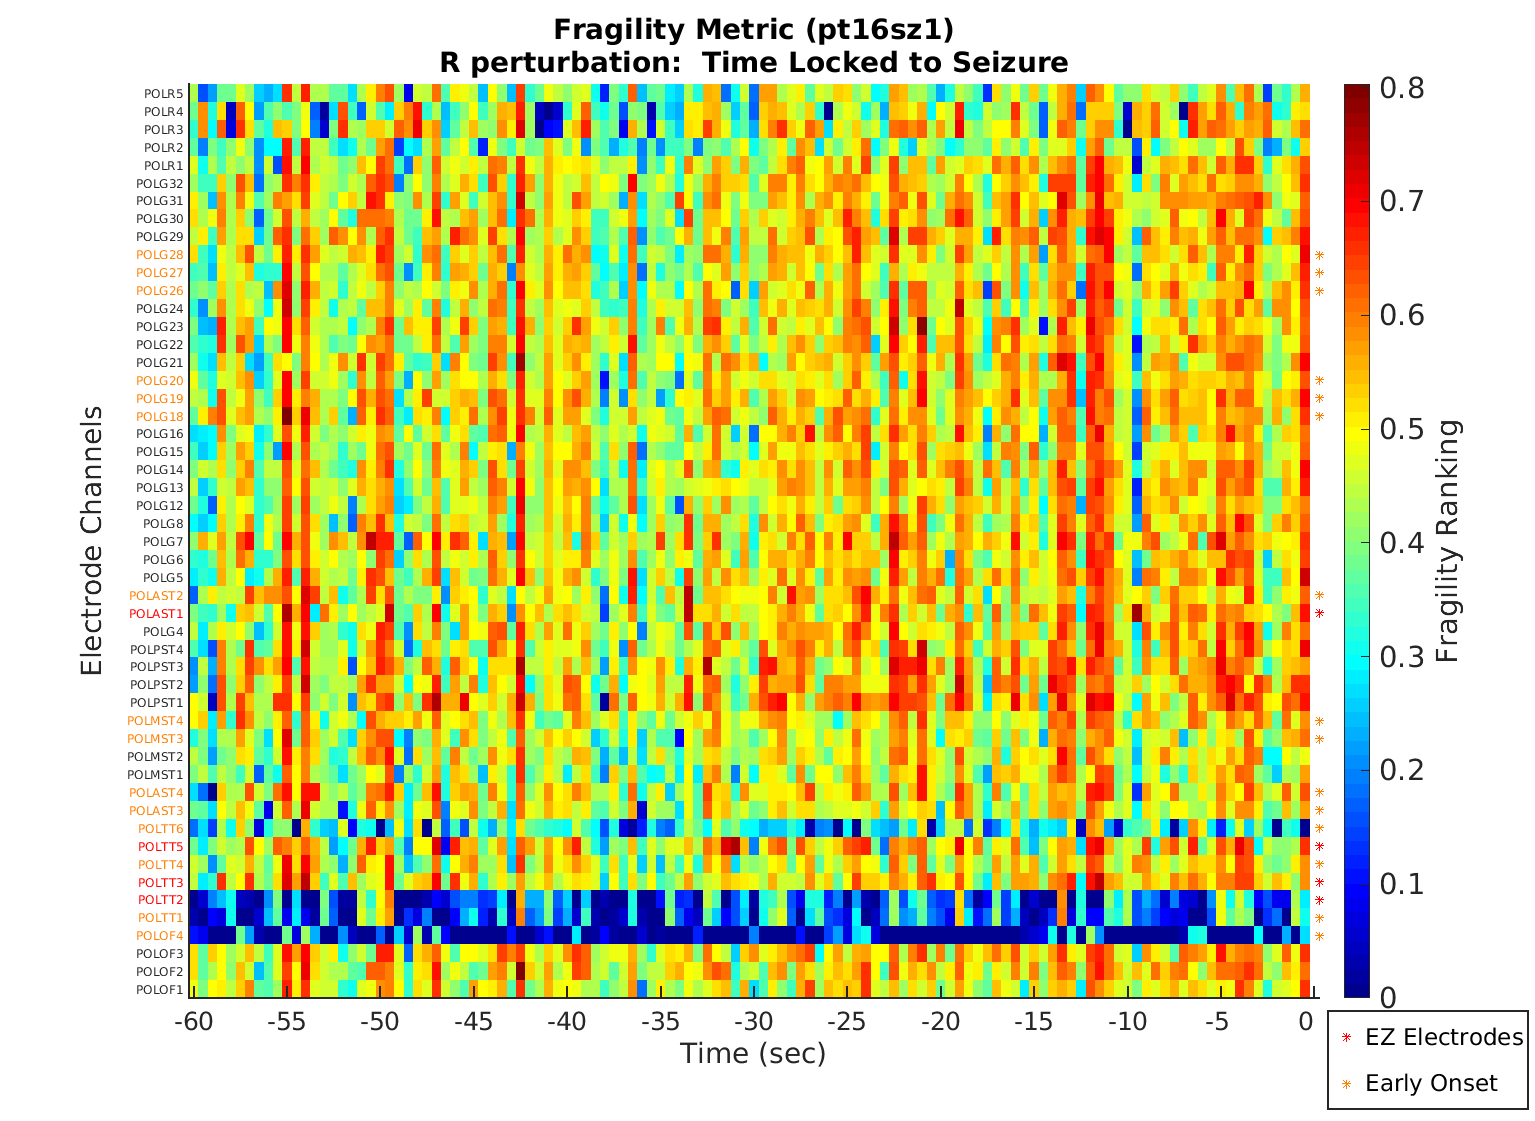 Fragility Metric (pt16sz1)
R perturbation:  Time Locked to Seizure
Electrode Channels
POLR5
POLR4
POLR3
POLR2
POLR1
POLG32
POLG31
POLG30
POLG29
POLG28
POLG27
POLG26
POLG24
POLG23
POLG22
POLG21
POLG20
POLG19
POLG18
POLG16
POLG15
POLG14
POLG13
POLG12
POLG8
POLG7
POLG6
POLG5
POLAST2
POLAST1
POLG4
POLPST4
POLPST3
POLPST2
POLPST1
POLMST4
POLMST3
POLMST2
POLMST1
POLAST4
POLAST3
POLTT6
POLTT5
POLTT4
POLTT3
POLTT2
POLTT1
POLOF4
POLOF3
POLOF2
POLOF1
-60 -55 -50 -45 -40 -35 -30 -25 -20 -15 -10 -5 0
Time (sec)
0.8
0.7
0.6
0.5
0.4
0.3
0.2
0.1
0
Fragility Ranking
EZ Electrodes
Early Onset